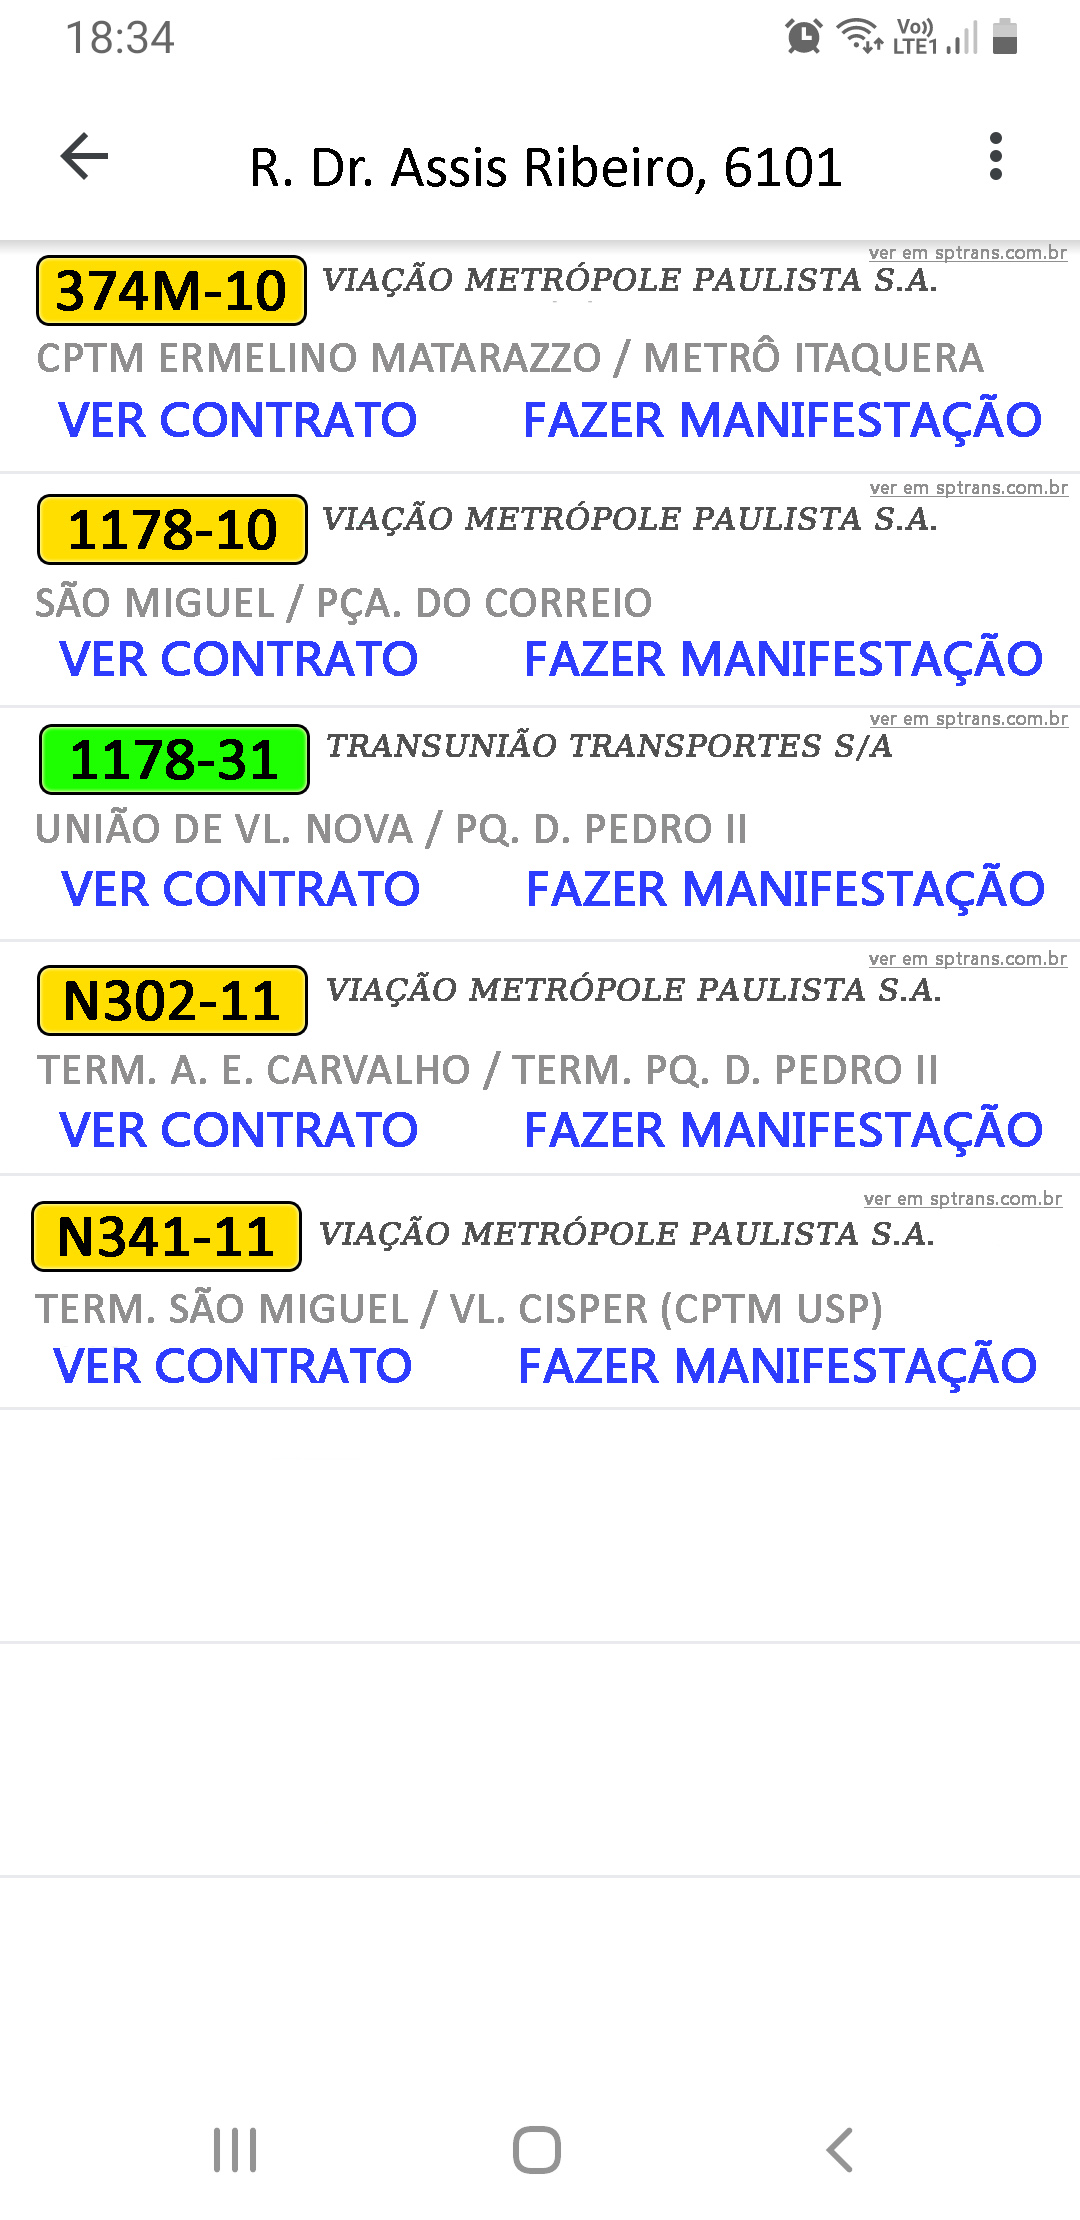 18:34
Vo)) LTE1
R. Dr. Assis Ribeiro, 6101
ver em sptrans.com.br
374M-10 VIAÇÃO METRÓPOLE PAULISTA S.A.
CPTM ERMELINO MATARAZZO / METRÔ ITAQUERA
VER CONTRATO FAZER MANIFESTAÇÃO
ver em sptrans.com.br
1178-10 VIAÇÃO METRÓPOLE PAULISTA S.A.
SÃO MIGUEL / PÇA. DO CORREIO
VER CONTRATO FAZER MANIFESTAÇÃO
ver em sptrans.com.br
1178-31 TRANSUNIÃO TRANSPORTES S/A
UNIÃO DE VL. NOVA / PQ. D. PEDRO II
VER CONTRATO FAZER MANIFESTAÇÃO
ver em sptrans.com.br
N302-11 VIAÇÃO METRÓPOLE PAULISTA S.A.
TERM. A. E. CARVALHO / TERM. PQ. D. PEDRO II
VER CONTRATO FAZER MANIFESTAÇÃO
ver em sptrans.com.br
N341-11 VIAÇÃO METRÓPOLE PAULISTA S.A.
TERM. SÃO MIGUEL / VL. CISPER (CPTM USP)
VER CONTRATO FAZER MANIFESTAÇÃO